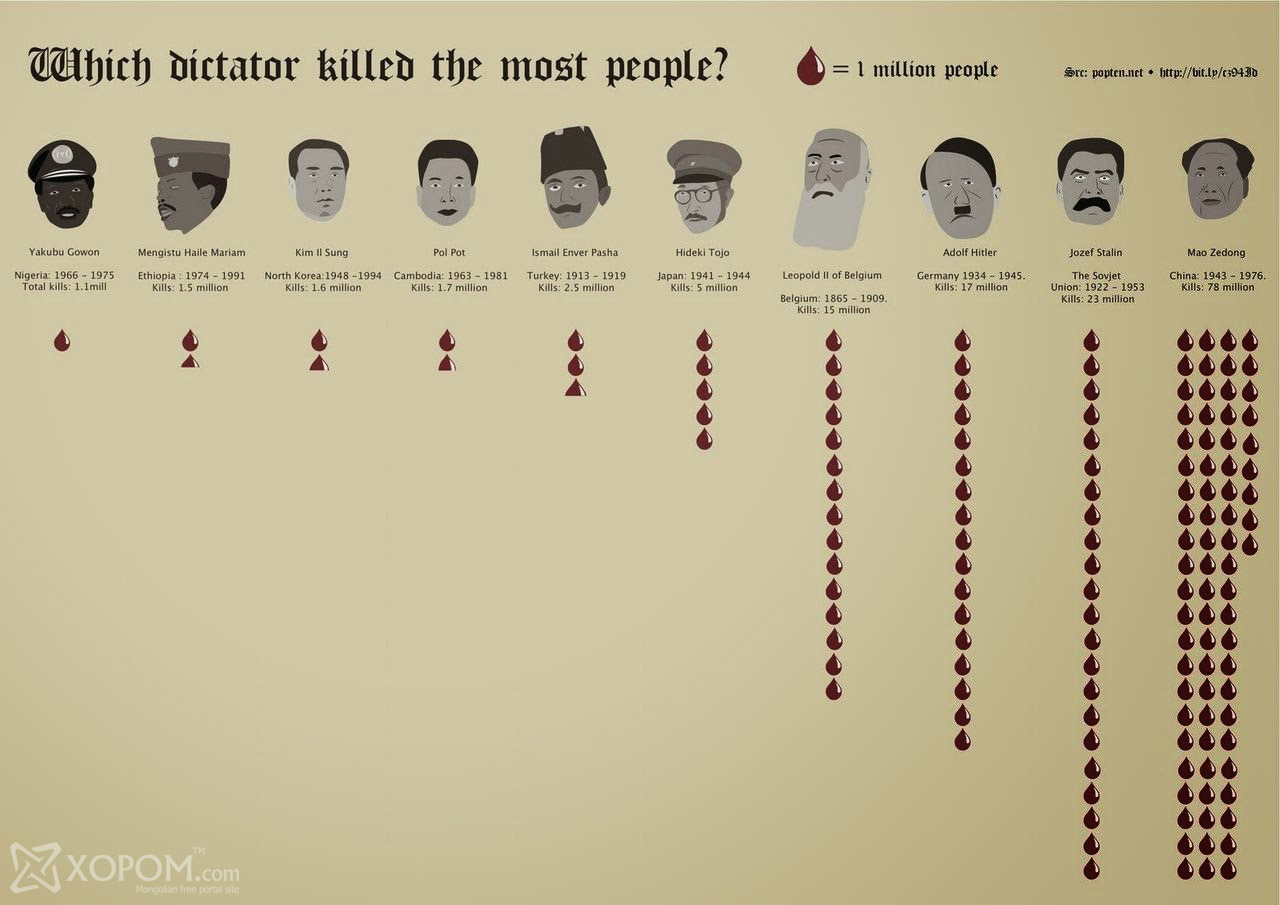 Which dictator killed the most people?
= 1 million people
Src: popten.net • http://bit.ly/cz94Jd
Yakubu Gowon
Nigeria: 1966 - 1975
Total kills: 1.1mill
Mengistu Haile Mariam
Ethiopia : 1974 - 1991
Kills: 1.5 million
Kim Il Sung
North Korea:1948 -1994
Kills: 1.6 million
Pol Pot
Cambodia: 1963 - 1981
Kills: 1.7 million
Ismail Enver Pasha
Turkey: 1913 - 1919
Kills: 2.5 million
Hideki Tojo
Japan: 1941 - 1944
Kills: 5 million
Leopold II of Belgium
Belgium: 1865 - 1909.
Kills: 15 million
Adolf Hitler
Germany 1934 - 1945.
Kills: 17 million
Jozef Stalin
The Sovjet
Union: 1922 - 1953
Kills: 23 million
Mao Zedong
China: 1943 - 1976.
Kills: 78 million
XOPOM.com
TM
Mongolian free portal site